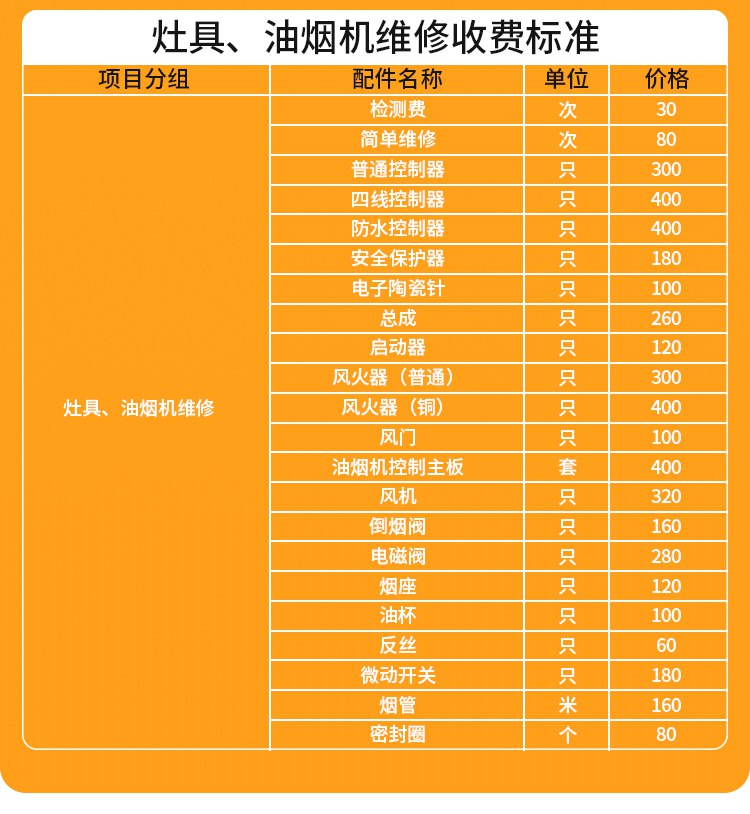 灶具、油烟机维修收费标准
项目分组 配件名称 单位 价格
灶具、油烟机维修
检测费 次 30
简单维修 次 80
普通控制器 只 300
四线控制器 只 400
防水控制器 只 400
安全保护器 只 180
电子陶瓷针 只 100
总成 只 260
启动器 只 120
风火器（普通） 只 300
风火器（铜） 只 400
风门 只 100
油烟机控制主板 套 400
风机 只 320
倒烟阀 只 160
电磁阀 只 280
烟座 只 120
油杯 只 100
反丝 只 60
微动开关 只 180
烟管 米 160
密封圈 个 80